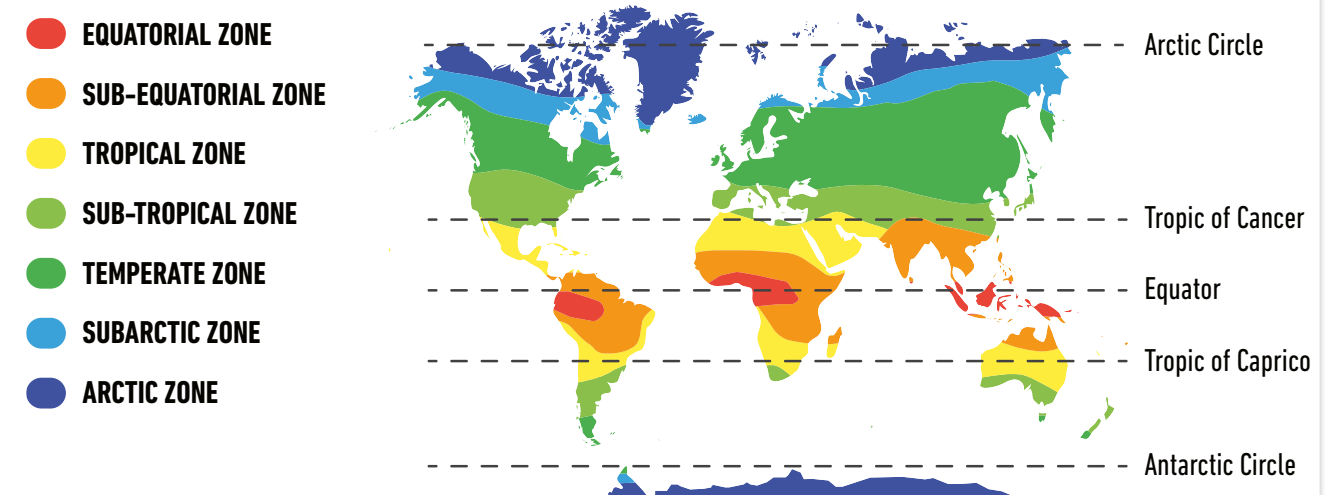 EQUATORIAL ZONE
SUB-EQUATORIAL ZONE
TROPICAL ZONE
SUB-TROPICAL ZONE
TEMPERATE ZONE
SUBARCTIC ZONE
ARCTIC ZONE
Arctic Circle
Tropic of Cancer
Equator
Tropic of Caprico
Antarctic Circle